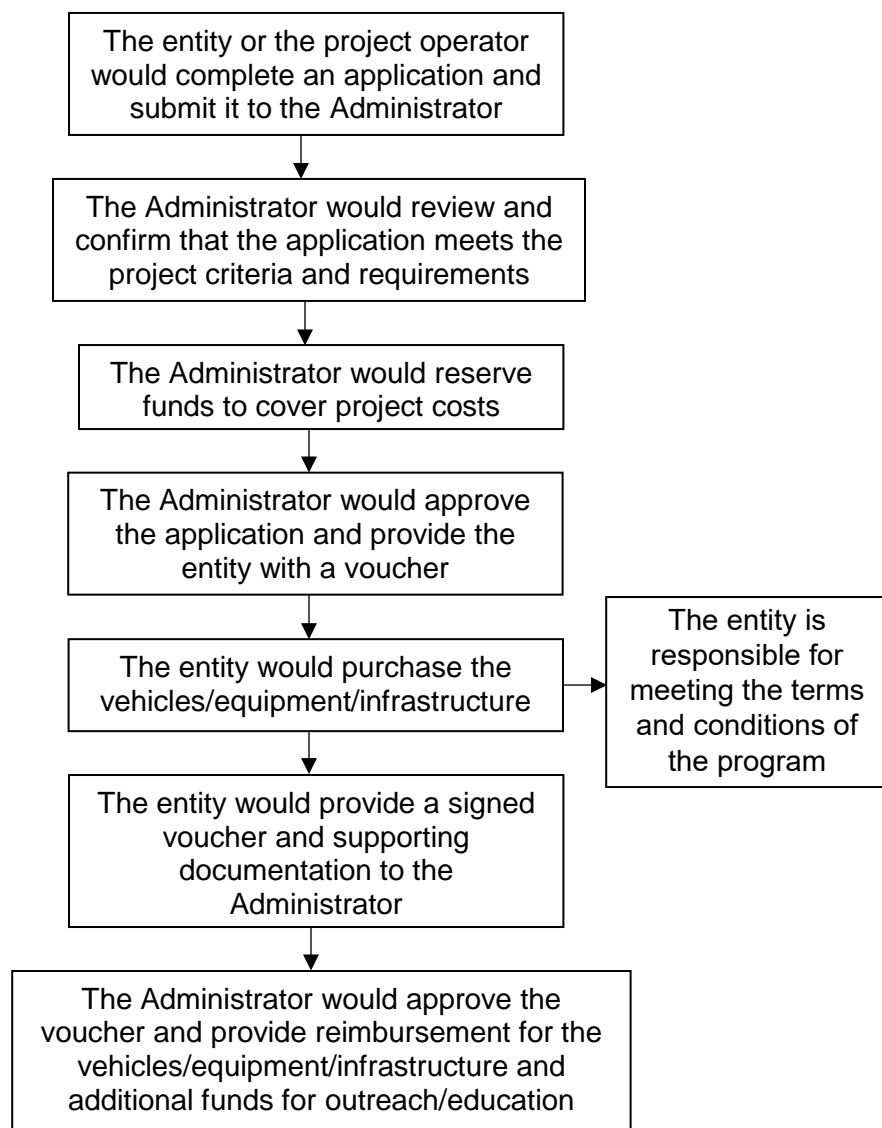 The entity or the project operator
would complete an application and
submit it to the Administrator
The Administrator would review and
confirm that the application meets the
project criteria and requirements
The Administrator would reserve
funds to cover project costs
The Administrator would approve
the application and provide the
entity with a voucher
The entity would purchase the
vehicles/equipment/infrastructure
The entity is
responsible for
meeting the terms
and conditions of
the program
The entity would provide a signed
voucher and supporting
documentation to the
Administrator
The Administrator would approve the
voucher and provide reimbursement for the
vehicles/equipment/infrastructure and
additional funds for outreach/education